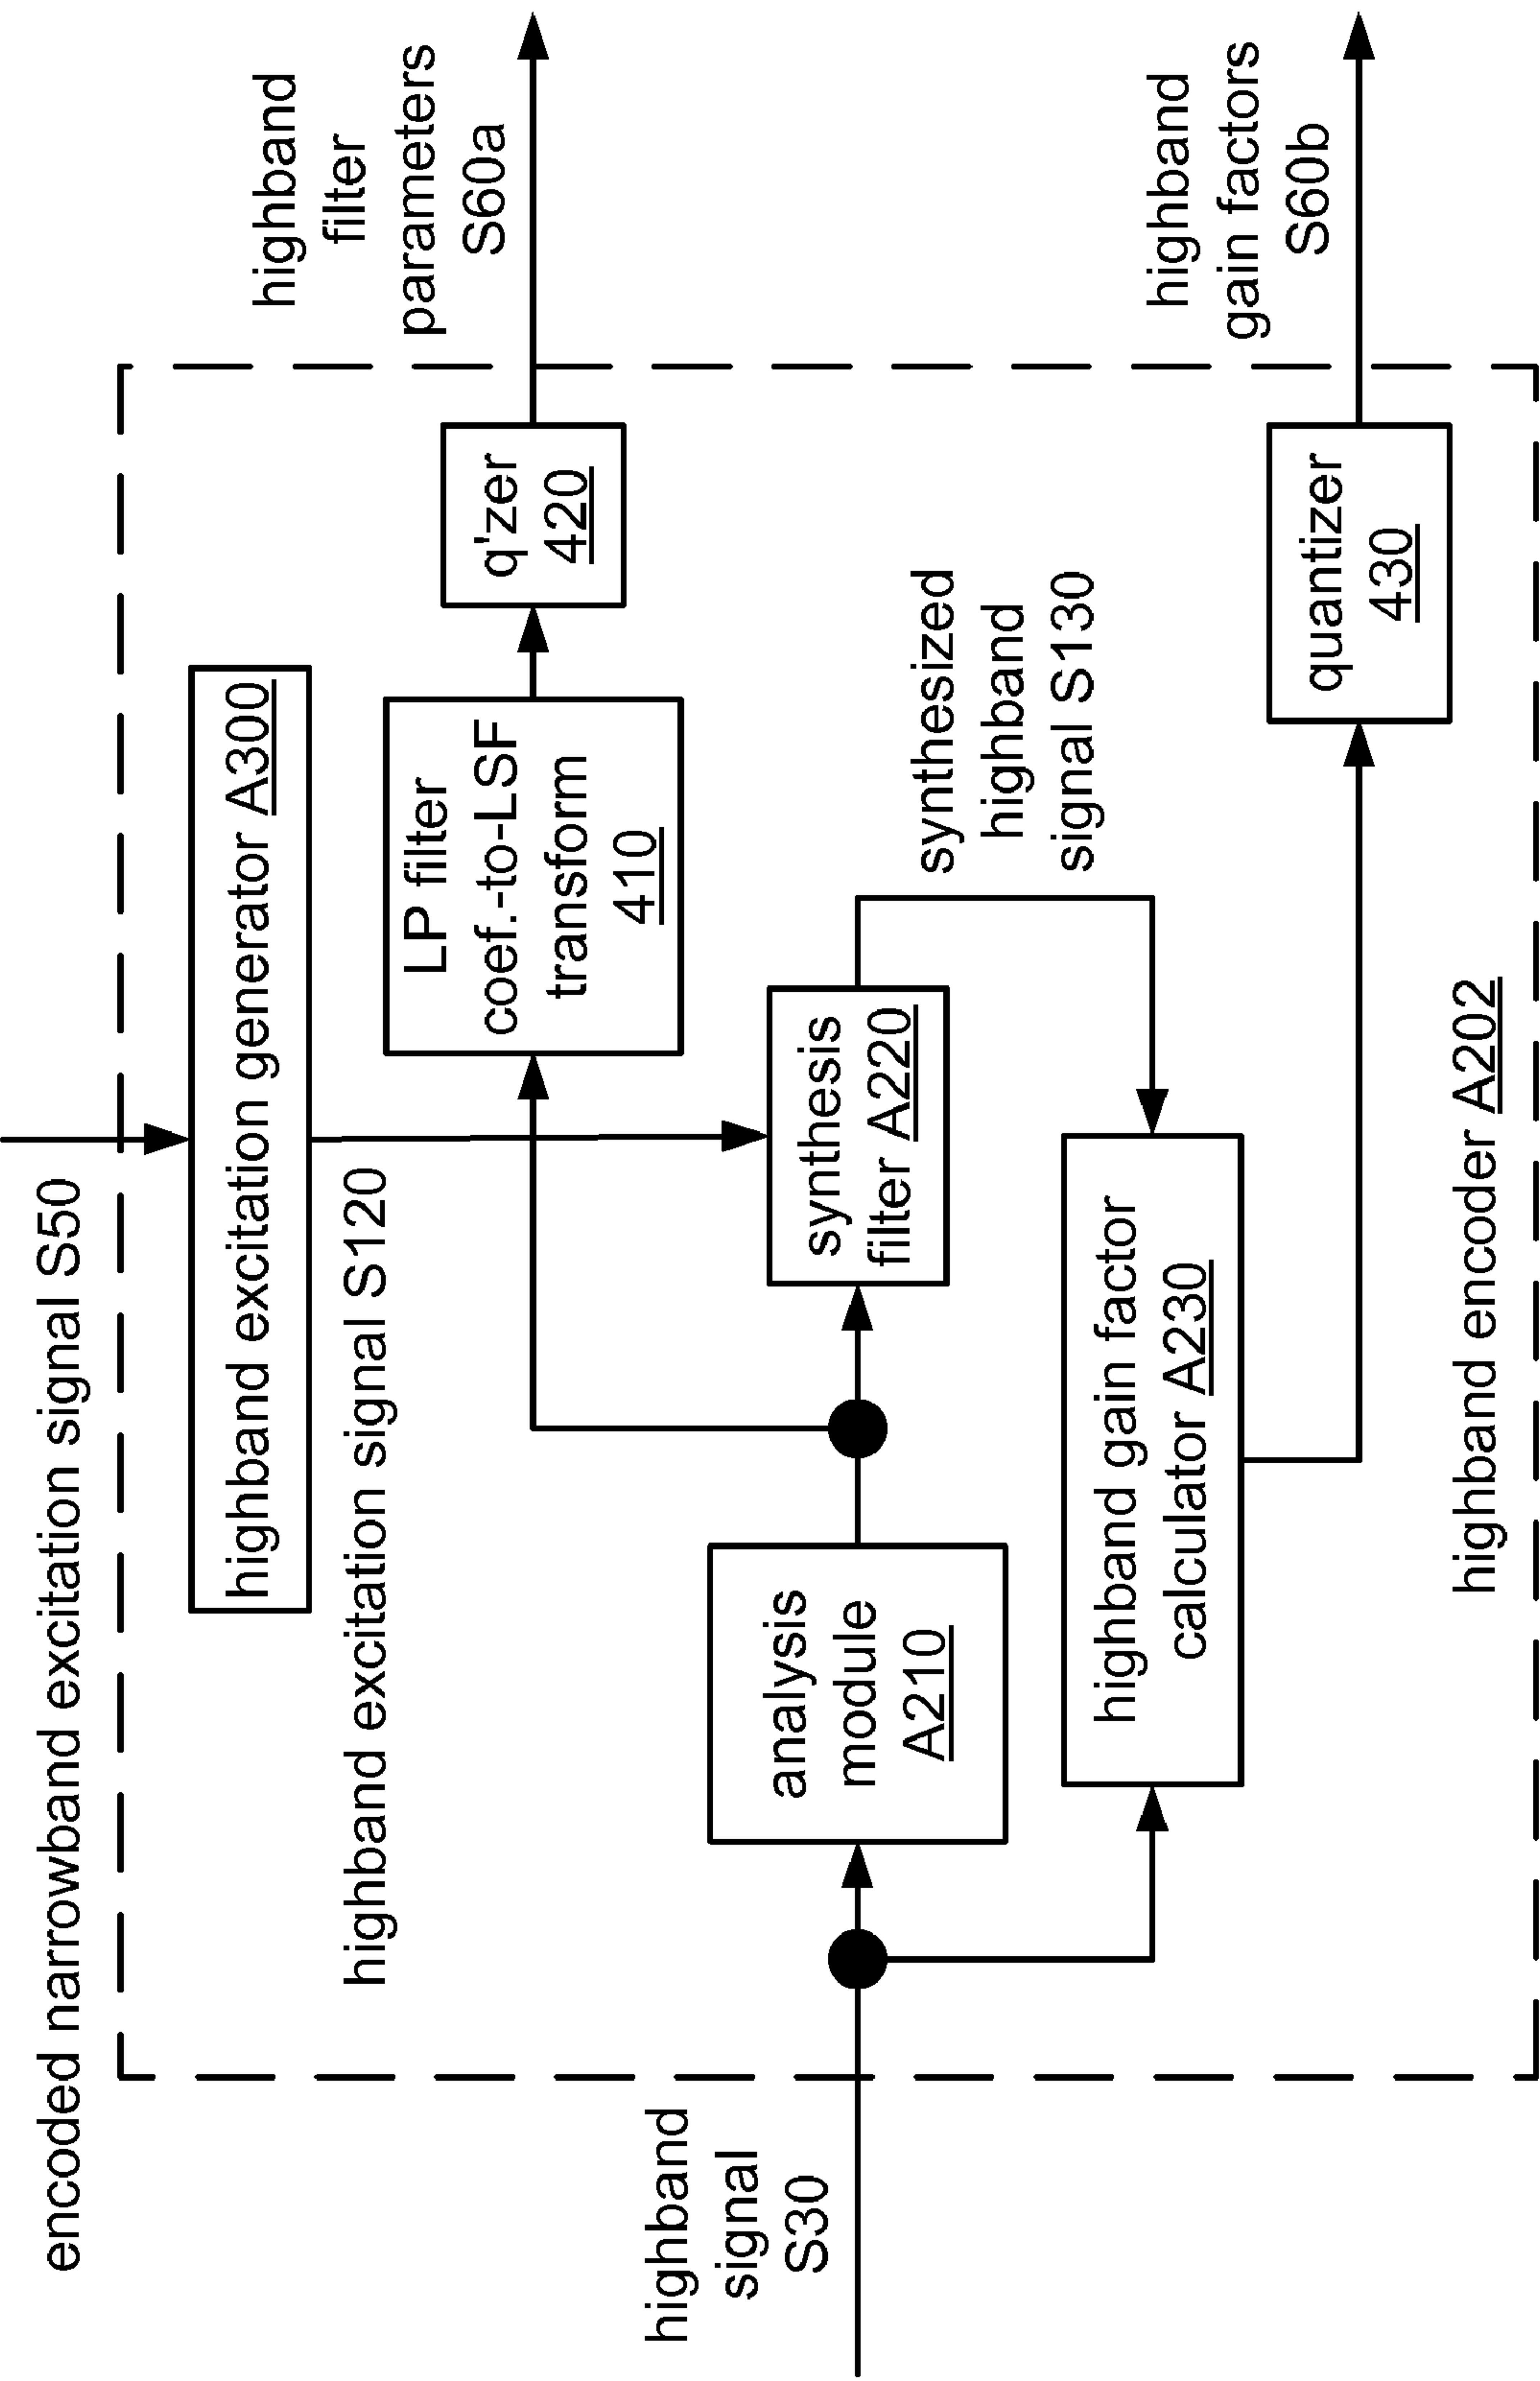 encoded narrowband excitation signal S50
highband excitation generator A300
highband excitation signal S120
highband
filter
parameters
S60a
LP filter
coef.-to-LSF
transform
410
q'zer
420
highband
signal
S30
analysis
module
A210
synthesis
filter A220
synthesized
highband
signal S130
highband gain factor
calculator A230
quantizer
430
highband
gain factors
S60b
highband encoder A202